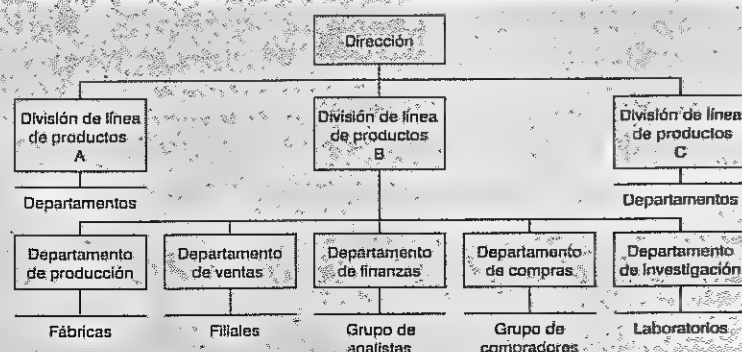 Dirección
División de línea
de productos
A
División de línea
de productos
B
División de línea
de productos
C
Departamentos
Departamentos
Departamento
de producción
Departamento
de ventas
Departamento
de finanzas
Departamento
de compras
Departamento
de Investigación
Fábricas
Filiales
Grupo de
analistas
Grupo de
compradores
Laboratorios